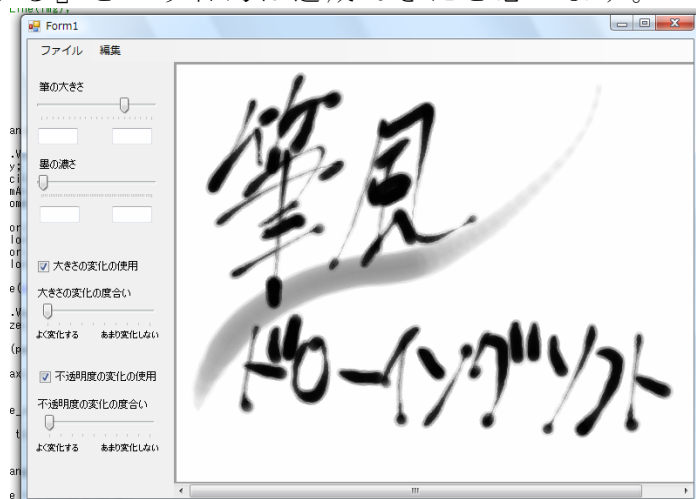 Form1
ファイル 編集
筆の大きさ
墨の濃さ
大きさの変化の使用
大きさの変化の度合い
よく変化する あまり変化しない
不透明度の変化の使用
不透明度の変化の度合い
よく変化する あまり変化しない
筆風
ドローイングソフト